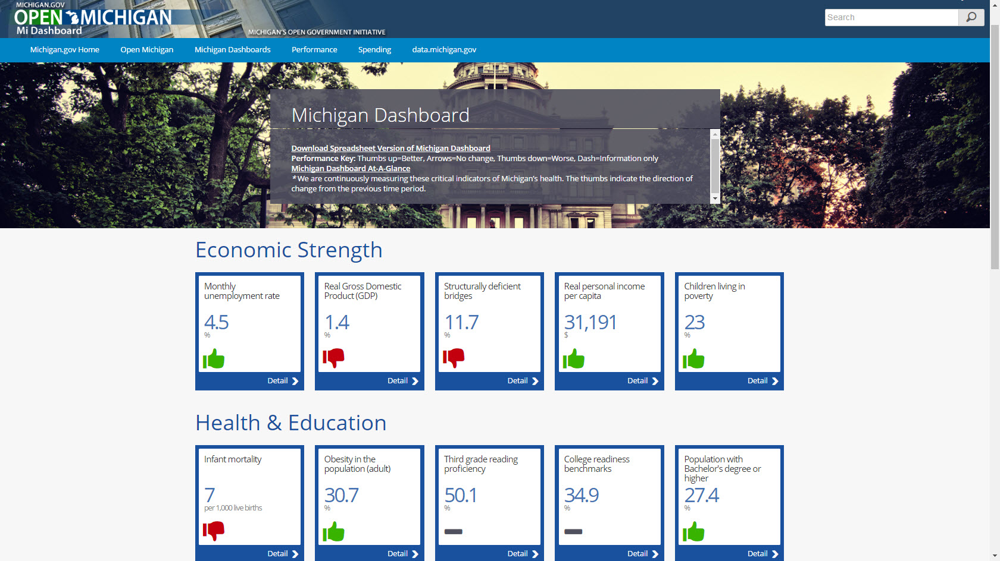 MICHIGAN.GOV
OPEN MICHIGAN
Mi Dashboard
MICHIGAN'S OPEN GOVERNMENT INITIATIVE
Search
Michigan.gov Home
Open Michigan
Michigan Dashboards
Performance
Spending
data.michigan.gov
Michigan Dashboard
Download Spreadsheet Version of Michigan Dashboard
Performance Key: Thumbs up=Better, Arrows=No change, Thumbs down=Worse, Dash=Information only
Michigan Dashboard At-A-Glance
*We are continuously measuring these critical indicators of Michigan's health. The thumbs indicate the direction of
change from the previous time period.
Economic Strength
Monthly
unemployment rate
4.5
%
Detail
Real Gross Domestic
Product (GDP)
1.4
%
Detail
Structurally deficient
bridges
11.7
%
Detail
Real personal income
per capita
31,191
$
Detail
Children living in
poverty
23
%
Detail
Health & Education
Infant mortality
7
per 1,000 live births
Detail
Obesity in the
population (adult)
30.7
%
Detail
Third grade reading
proficiency
50.1
%
Detail
College readiness
benchmarks
34.9
%
Detail
Population with
Bachelor's degree or
higher
27.4
%
Detail